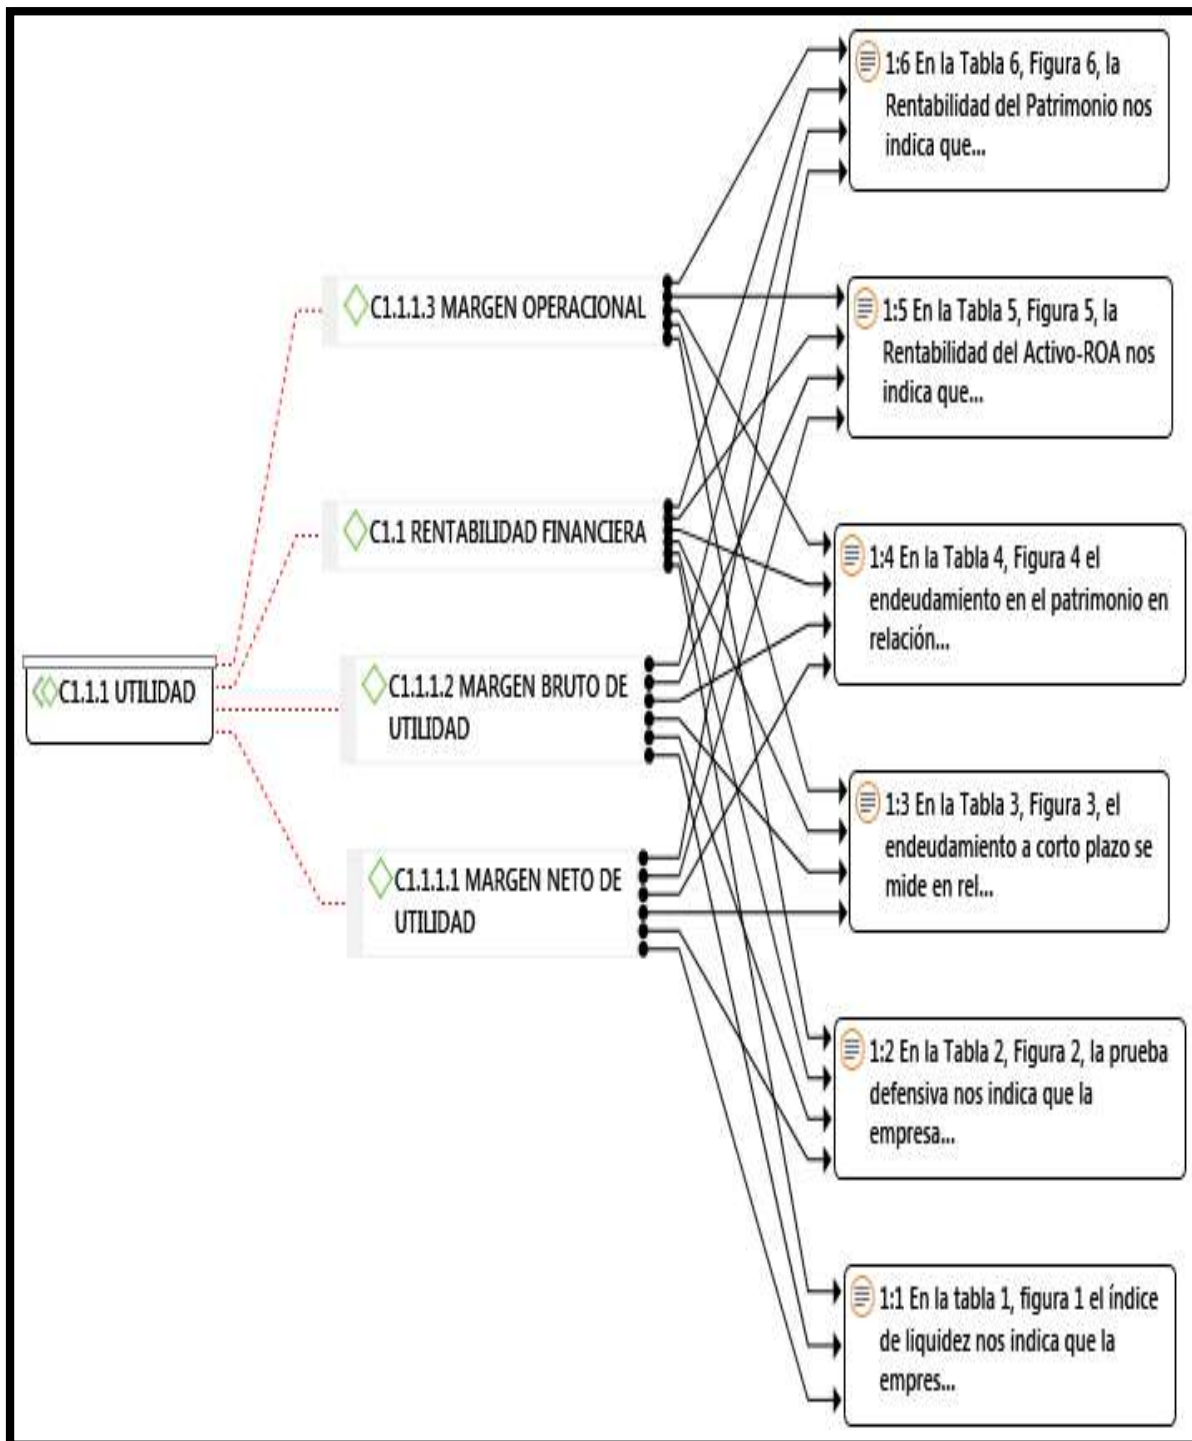 1:6 En la Tabla 6, Figura 6, la
Rentabilidad del Patrimonio nos
indica que...
C1.1.1.3 MARGEN OPERACIONAL
1:5 En la Tabla 5, Figura 5, la
Rentabilidad del Activo-ROA nos
indica que...
C1.1 RENTABILIDAD FINANCIERA
1:4 En la Tabla 4, Figura 4 el
endeudamiento en el patrimonio en
relación...
C1.1.1 UTILIDAD
C1.1.1.2 MARGEN BRUTO DE
UTILIDAD
1:3 En la Tabla 3, Figura 3, el
endeudamiento a corto plazo se
mide en rel...
C1.1.1.1 MARGEN NETO DE
UTILIDAD
1:2 En la Tabla 2, Figura 2, la prueba
defensiva nos indica que la
empresa...
1:1 En la tabla 1, figura 1 el índice
de liquidez nos indica que la
empres...